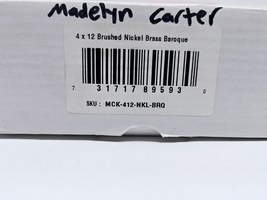 Madelyn Carter
4 x 12 Brushed Nickel Brass Baroque
7 31717 89593 0
SKU : MCK-412-NKL-BRQ